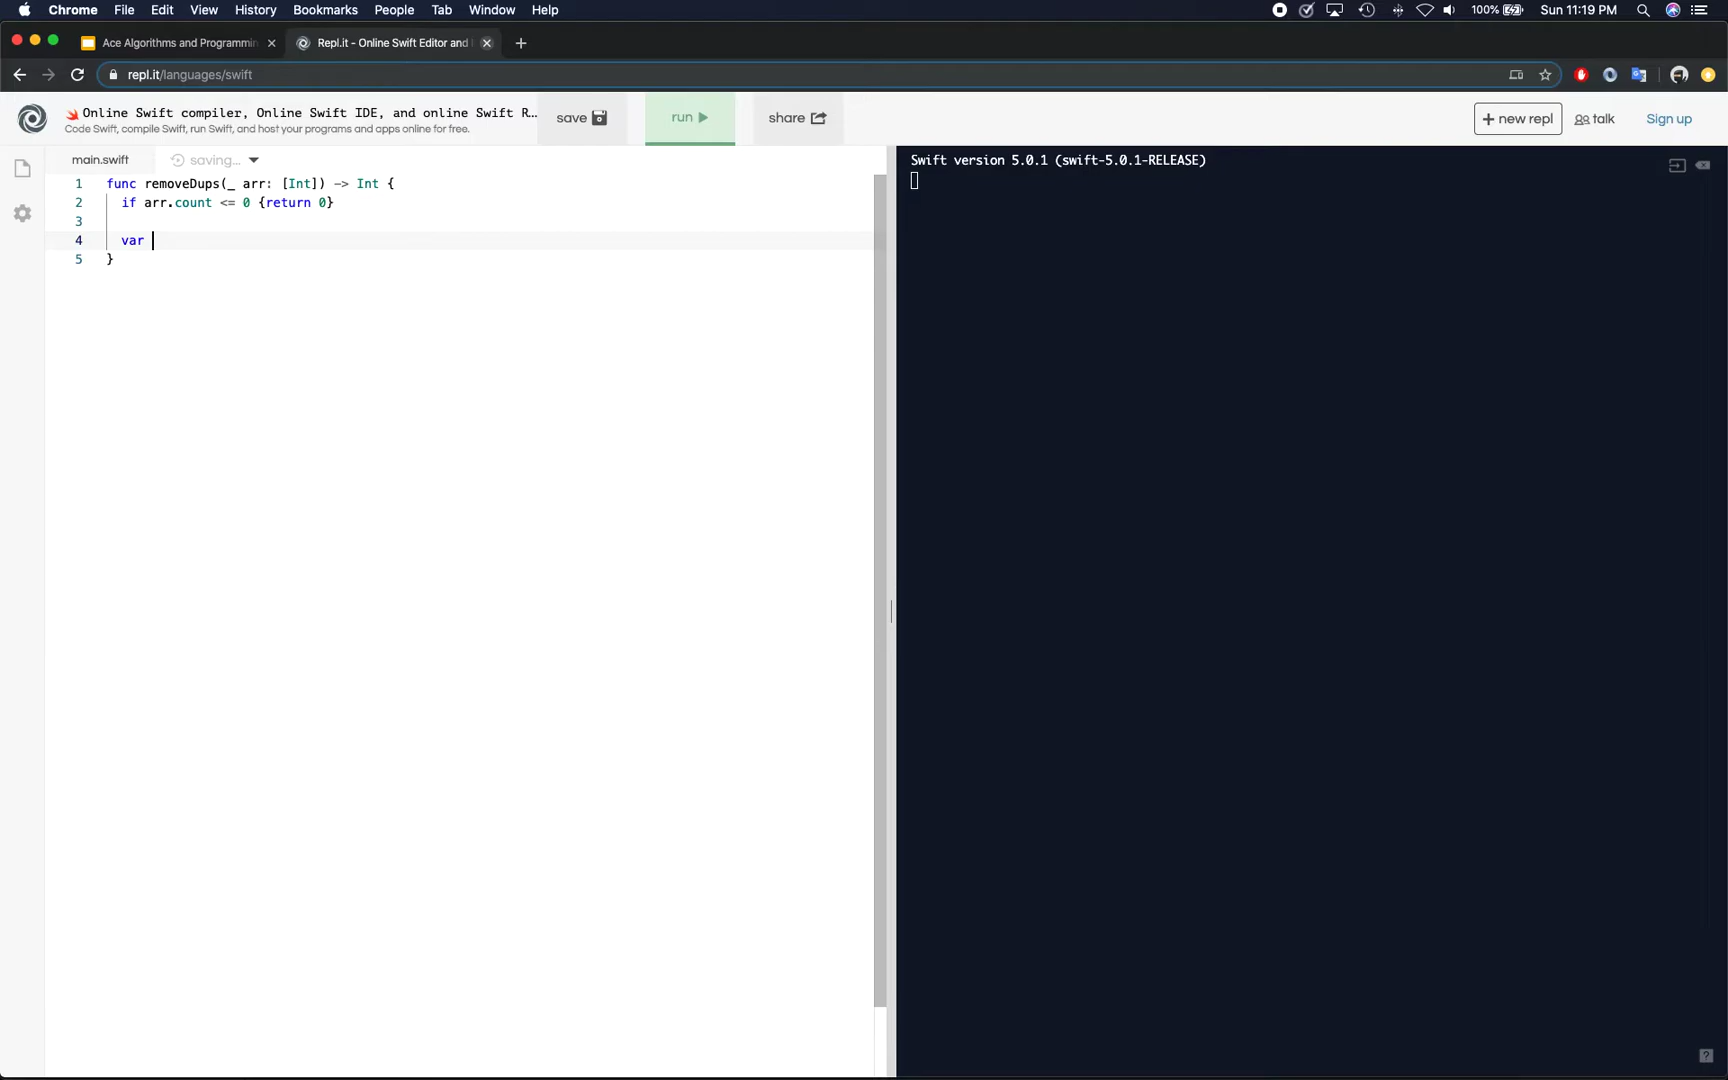 Chrome File Edit View History Bookmarks People Tab Window Help 100% Sun 11:19 PM
Ace Algorithms and Programmin Repl.it - Online Swift Editor and
repl.it/languages/swift
Online Swift compiler, Online Swift IDE, and online Swift R...
Code Swift, compile Swift, run Swift, and host your programs and apps online for free.
save run share + new repl talk Sign up
main.swift saving...
1 func removeDups(_ arr: [Int]) -> Int {
2 if arr.count <= 0 {return 0}
3
4 var
5 }
Swift version 5.0.1 (swift-5.0.1-RELEASE)
?